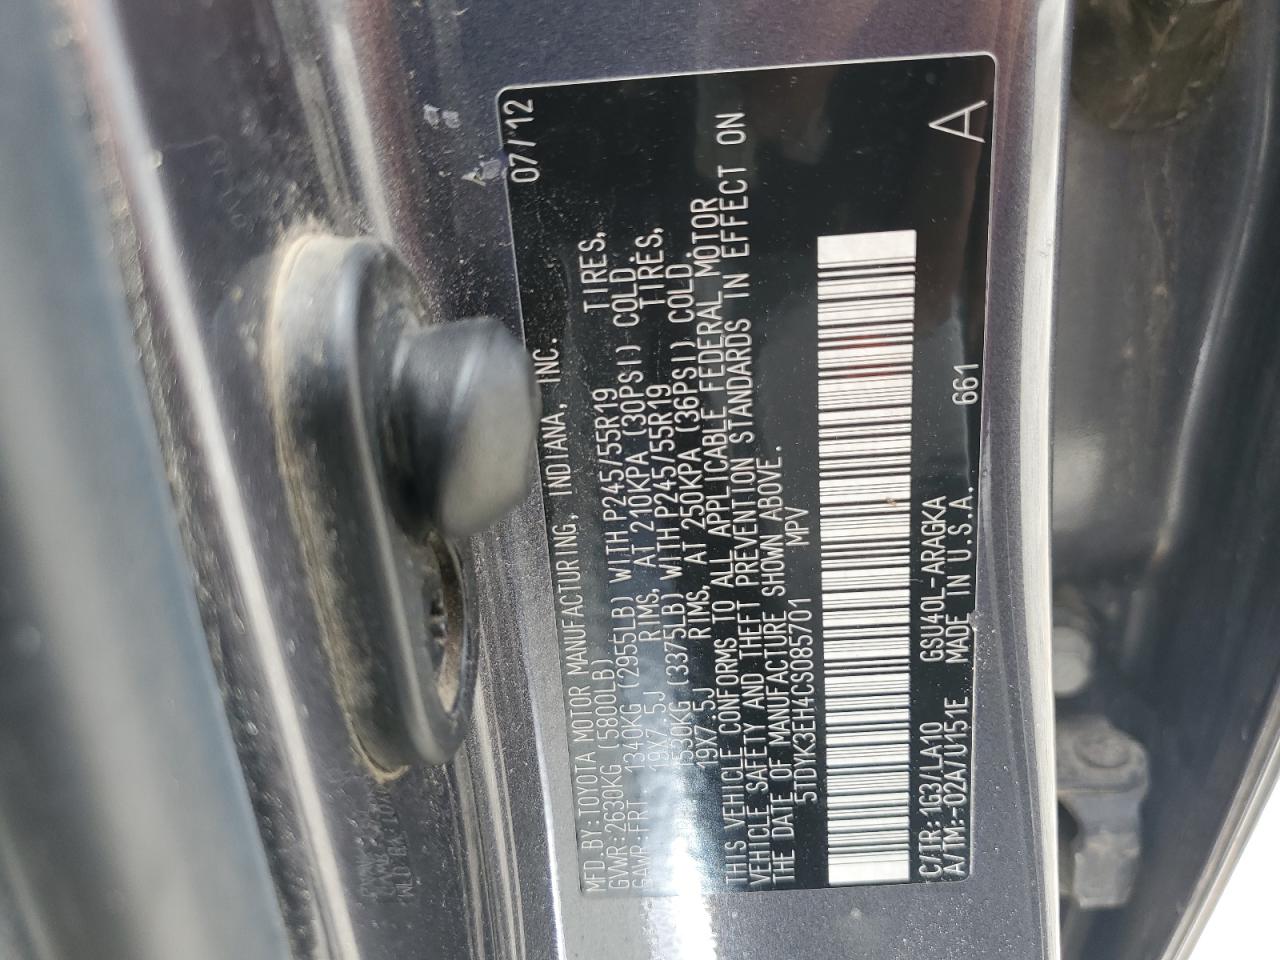 07/12
MFD. BY: TOYOTA MOTOR MANUFACTURING, INDIANA, INC.
GVWR: 2630KG (5800LB)
GAWR: FRT 1340KG (2955LB) WITH P245/55R19 TIRES,
19X7.5J RIMS, AT 210KPA (30PSI) COLD.
1530KG (3375LB) WITH P245/55R19 TIRES,
19X7.5J RIMS, AT 250KPA (36PSI) COLD
THIS VEHICLE CONFORMS TO ALL APPLICABLE FEDERAL MOTOR
VEHICLE SAFETY AND THEFT PREVENTION STANDARDS IN EFFECT ON
THE DATE OF MANUFACTURE SHOWN ABOVE.
5TDYK3EH4CS085701 MPV
C/TR: 1G3/LA10 GSU40L-ARAGKA 661
A/TM: -02A/U151E MADE IN U.S.A.
A